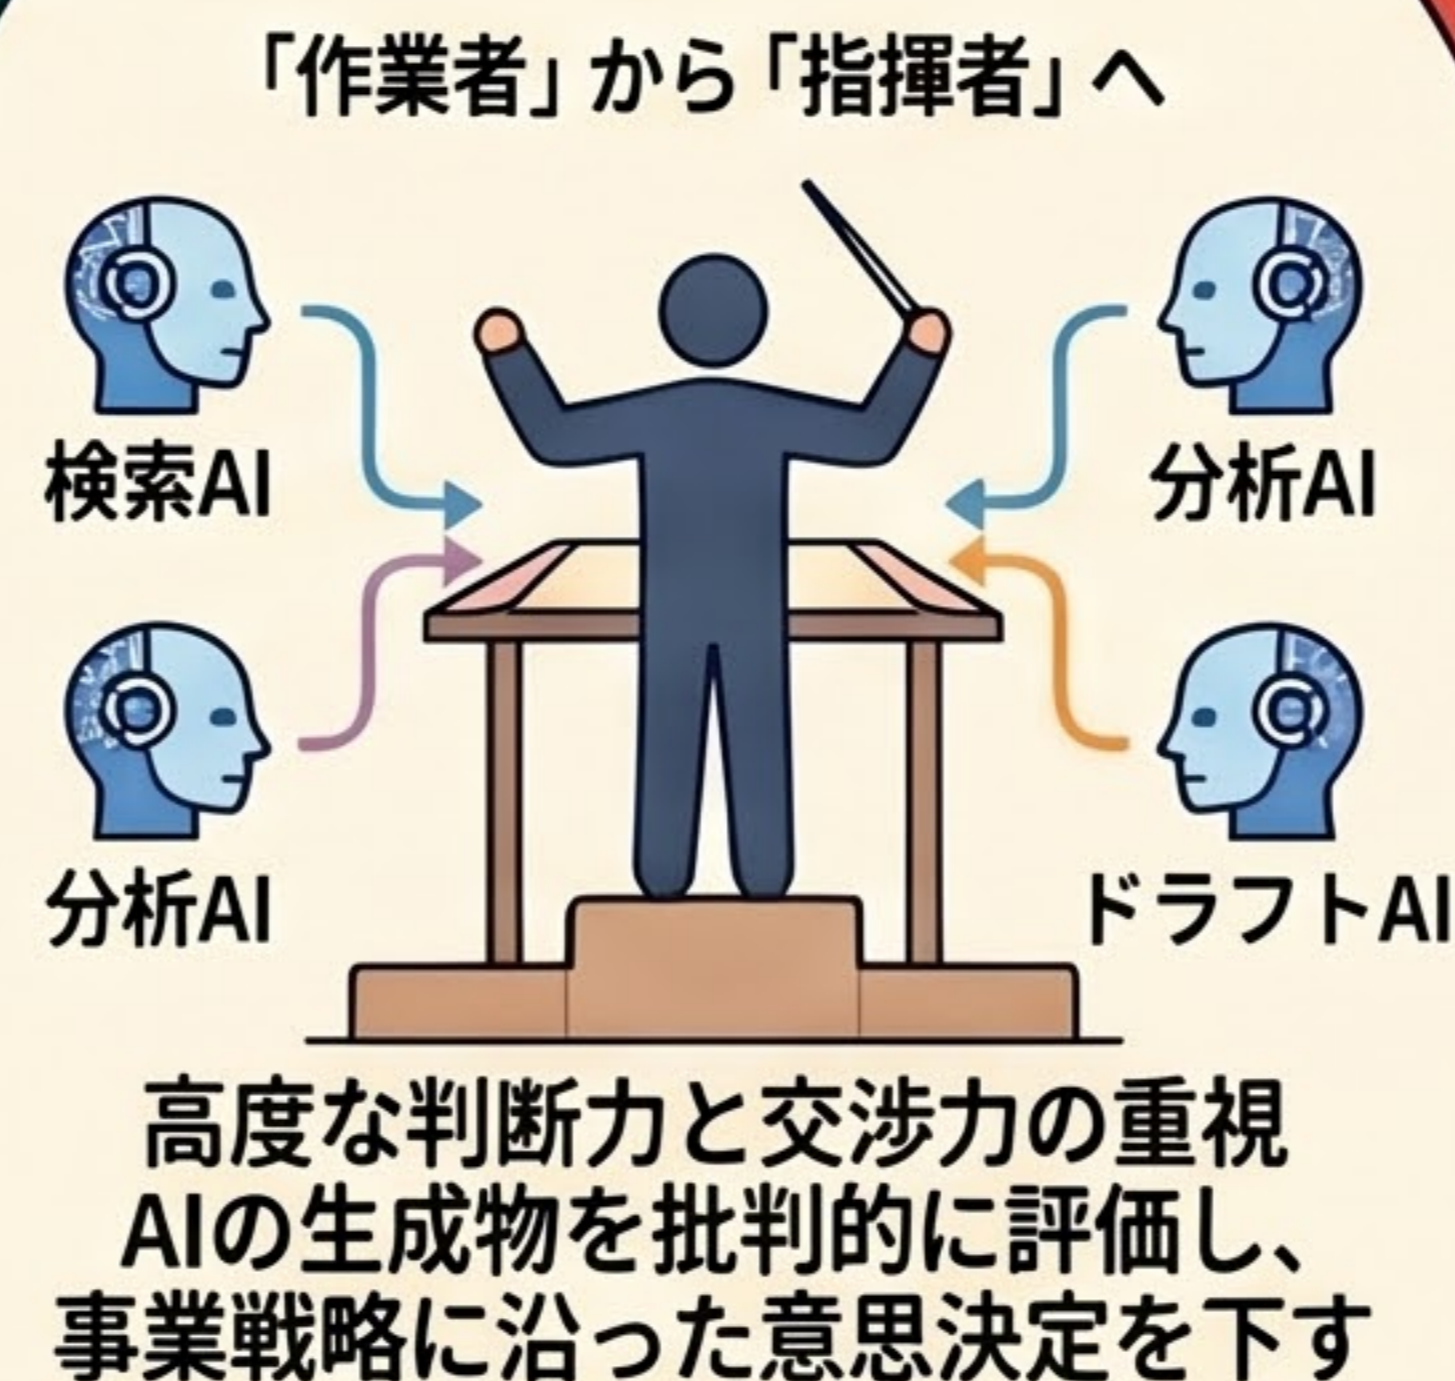 「作業者」から「指揮者」へ
検索AI
分析AI
分析AI
ドラフトAI
高度な判断力と交渉力の重視
AIの生成物を批判的に評価し、
事業戦略に沿った意思決定を下す